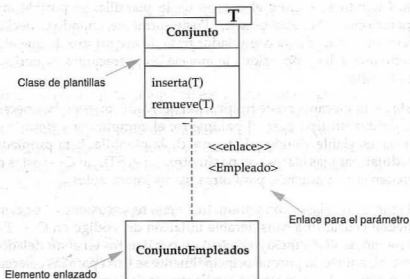 T
Conjunto
Clase de plantillas
inserta(T)
remueve(T)
<<enlace>>
<Empleado>
Enlace para el parámetro
ConjuntoEmpleados
Elemento enlazado